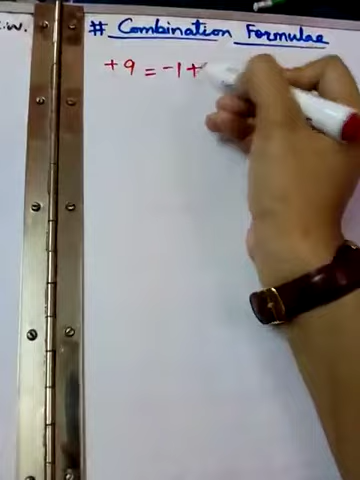 .w.
# Combination Formulae
+9 = -1+